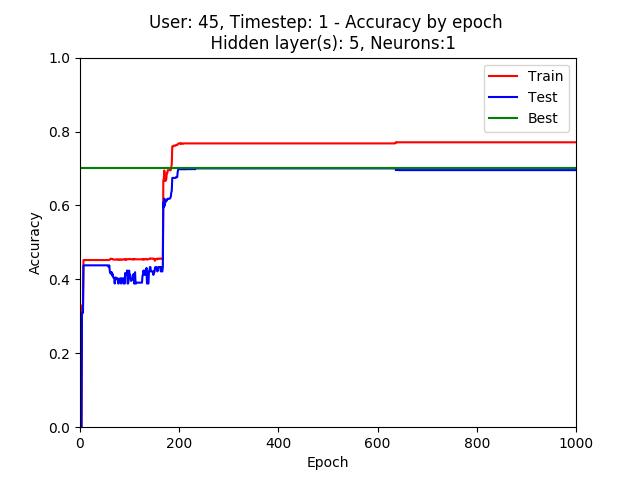 User: 45, Timestep: 1 - Accuracy by epoch
Hidden layer(s): 5, Neurons:1
1.0
0.8
0.6
0.4
0.2
0.0
Accuracy
Train
Test
Best
0
200
400
600
800
1000
Epoch